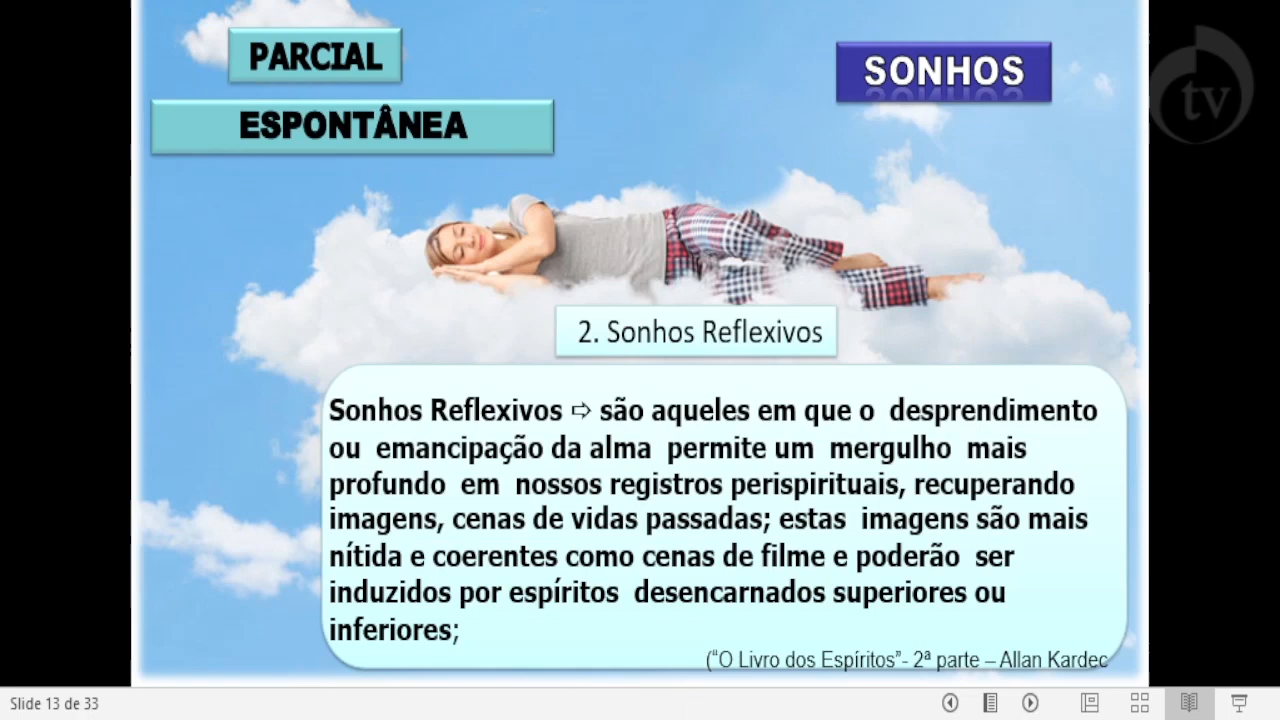 PARCIAL
SONHOS
tv
ESPONTÂNEA
2. Sonhos Reflexivos
Sonhos Reflexivos ⇨ são aqueles em que o desprendimento
ou emancipação da alma permite um mergulho mais
profundo em nossos registros perispirituais, recuperando
imagens, cenas de vidas passadas; estas imagens são mais
nítida e coerentes como cenas de filme e poderão ser
induzidos por espíritos desencarnados superiores ou
inferiores;
("O Livro dos Espíritos"- 2ª parte – Allan Kardec
Slide 13 de 33